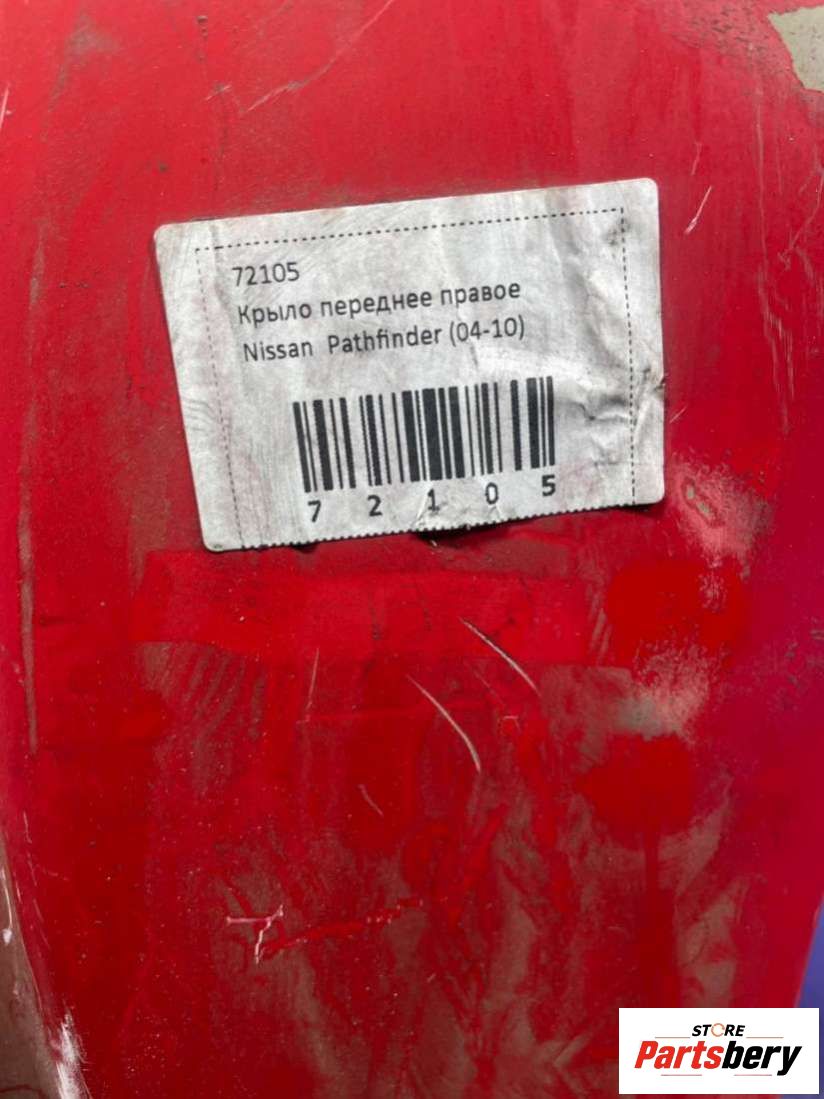 72105
Крыло переднее правое
Nissan Pathfinder (04-10)
7 2 1 0 5
STORE
Partsbery